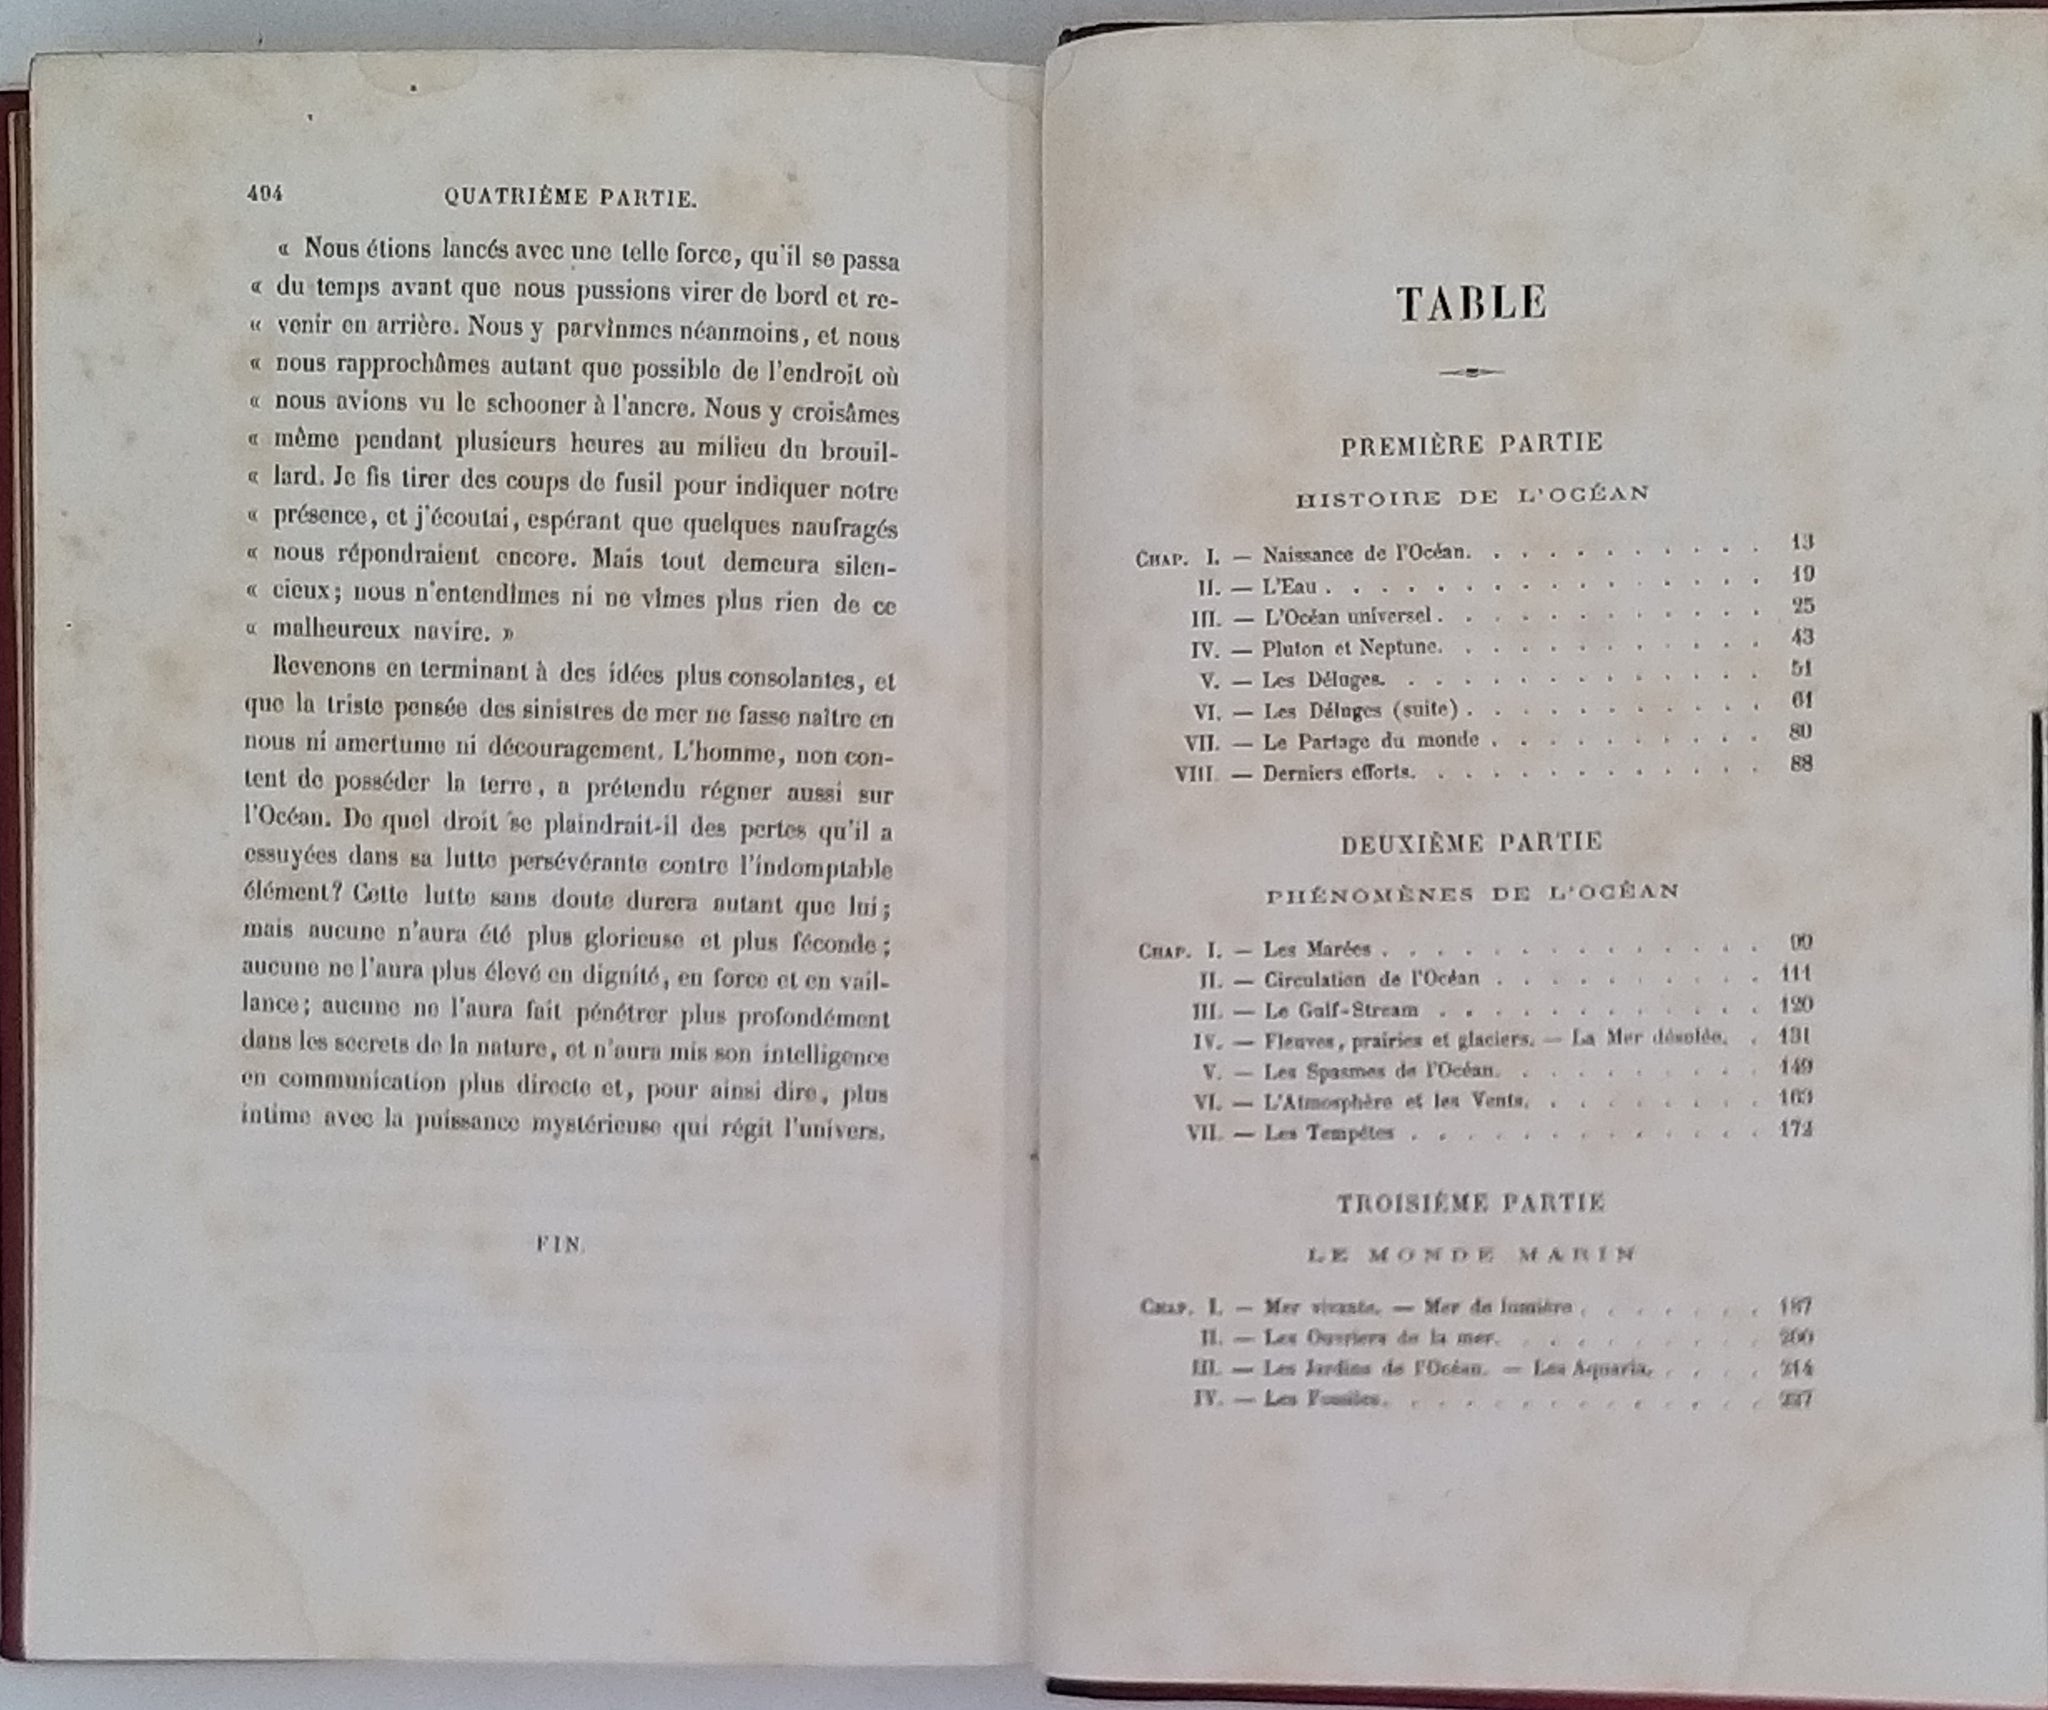 494
QUATRIÈME PARTIE.
« Nous étions lancés avec une telle force, qu'il se passa
« du temps avant que nous pussions virer de bord et re-
« venir en arrière. Nous y parvînmes néanmoins, et nous
« nous rapprochâmes autant que possible de l'endroit où
« nous avions vu le schooner à l'ancre. Nous y croisâmes
« même pendant plusieurs heures au milieu du brouil-
« lard. Je fis tirer des coups de fusil pour indiquer notre
« présence, et j'écoutai, espérant que quelques naufragés
« nous répondraient encore. Mais tout demeura silen-
« cieux; nous n'entendîmes ni ne vîmes plus rien de ce
« malheureux navire. »
Revenons en terminant à des idées plus consolantes, et
que la triste pensée des sinistres de mer ne fasse naître en
nous ni amertume ni découragement. L'homme, non con-
tent de posséder la terre, a prétendu régner aussi sur
l'Océan. De quel droit se plaindrait-il des pertes qu'il a
essuyées dans sa lutte persévérante contre l'indomptable
élément? Cette lutte sans doute durera autant que lui;
mais aucune n'aura été plus glorieuse et plus féconde;
aucune ne l'aura plus élevé en dignité, en force et en vail-
lance; aucune ne l'aura fait pénétrer plus profondément
dans les secrets de la nature, et n'aura mis son intelligence
en communication plus directe et, pour ainsi dire, plus
intime avec la puissance mystérieuse qui régit l'univers.
FIN.
TABLE
PREMIÈRE PARTIE
HISTOIRE DE L'OCÉAN
CHAP. I. — Naissance de l'Océan. . . . . . . . . . . 13
II. — L'Eau . . . . . . . . . . . . . . . . 19
III. — L'Océan universel . . . . . . . . . . . . 25
IV. — Pluton et Neptune. . . . . . . . . . . . 43
V. — Les Déluges. . . . . . . . . . . . . . 51
VI. — Les Déluges (suite) . . . . . . . . . . . 61
VII. — Le Partage du monde . . . . . . . . . . 80
VIII. — Derniers efforts. . . . . . . . . . . . . 88
DEUXIÈME PARTIE
PHÉNOMÈNES DE L'OCÉAN
CHAP. I. — Les Marées . . . . . . . . . . . . . . 99
II. — Circulation de l'Océan . . . . . . . . . . 111
III. — Le Gulf-Stream . . . . . . . . . . . . 120
IV. — Fleuves, prairies et glaciers. — La Mer désolée. . 131
V. — Les Spasmes de l'Océan. . . . . . . . . . 149
VI. — L'Atmosphère et les Vents. . . . . . . . . 163
VII. — Les Tempêtes . . . . . . . . . . . . . 174
TROISIÈME PARTIE
LE MONDE MARIN
CHAP. I. — Mer vivante. — Mer de lumière . . . . . . . 187
II. — Les Ouvriers de la mer. . . . . . . . . . 200
III. — Les Jardins de l'Océan. — Les Aquaria. . . . . 214
IV. — Les Fossiles. . . . . . . . . . . . . .